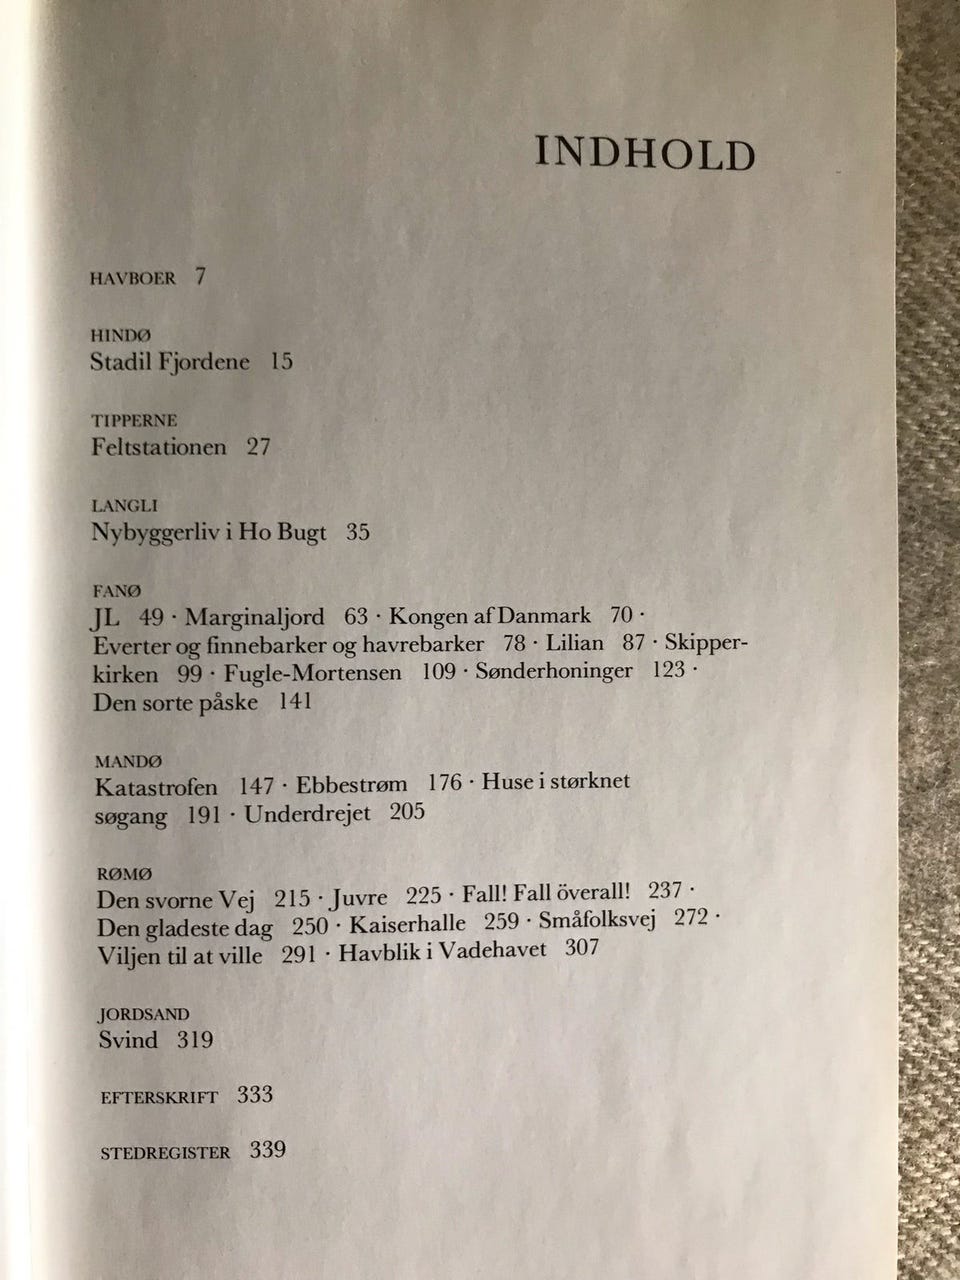 INDHOLD
HAVBOER 7
HINDØ
Stadil Fjordene 15
TIPPERNE
Feltstationen 27
LANGLI
Nybyggerliv i Ho Bugt 35
FANØ
JL 49 · Marginaljord 63 · Kongen af Danmark 70 ·
Everter og finnebarker og havrebarker 78 · Lilian 87 · Skipper-
kirken 99 · Fugle-Mortensen 109 · Sønderhoninger 123 ·
Den sorte påske 141
MANDØ
Katastrofen 147 · Ebbestrøm 176 · Huse i størknet
søgang 191 · Underdrejet 205
RØMØ
Den svorne Vej 215 · Juvre 225 · Fall! Fall överall! 237 ·
Den gladeste dag 250 · Kaiserhalle 259 · Småfolksvej 272 ·
Viljen til at ville 291 · Havblik i Vadehavet 307
JORDSAND
Svind 319
EFTERSKRIFT 333
STEDREGISTER 339